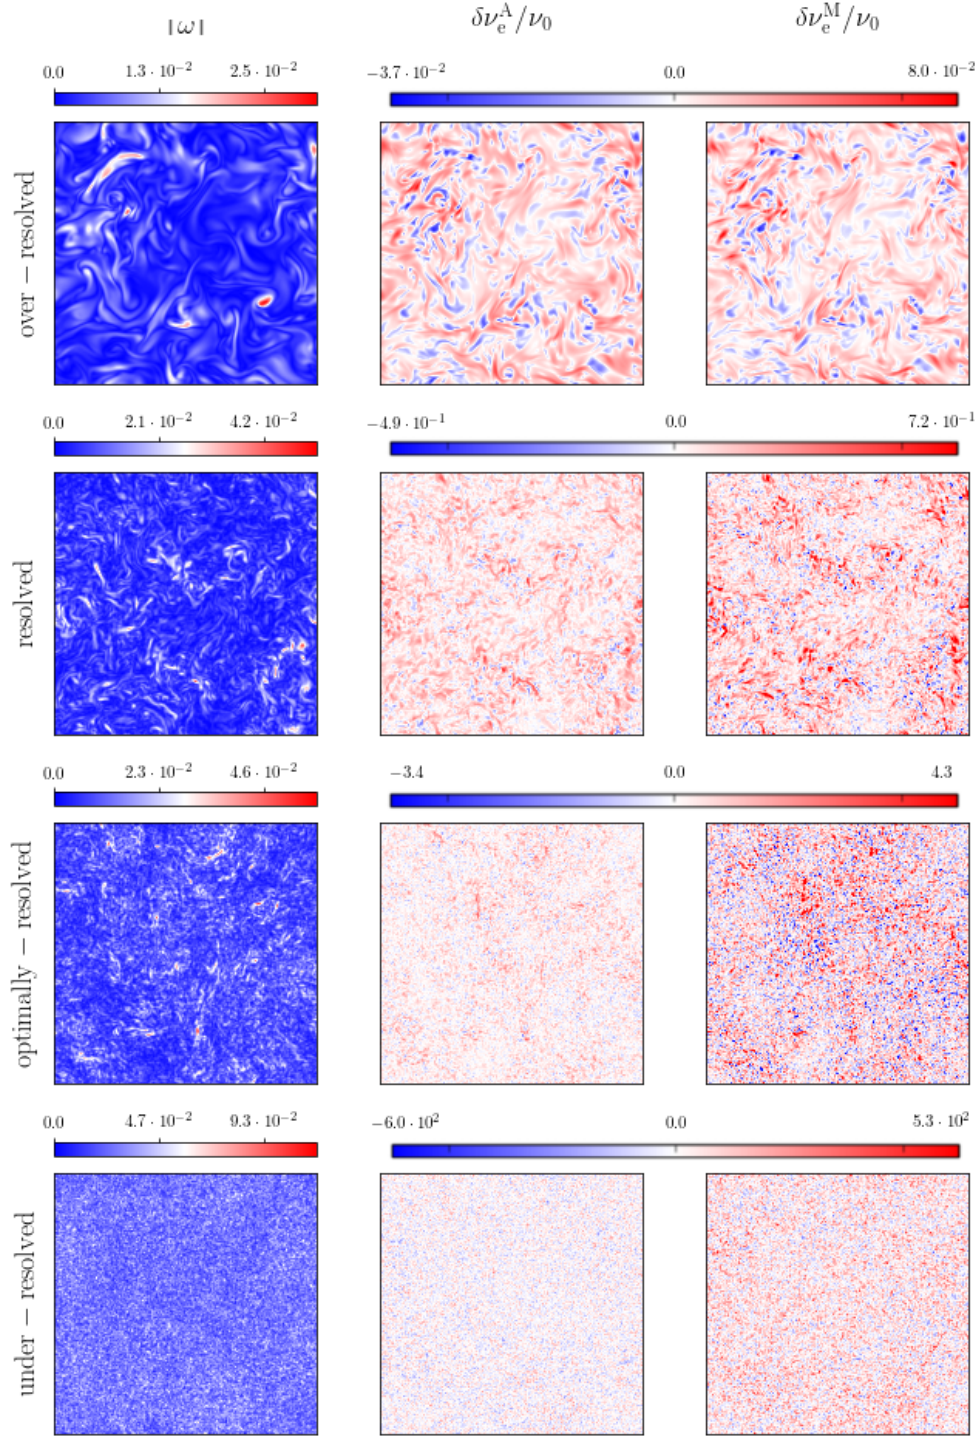 ‖ω‖ δν_e^A/ν_0 δν_e^M/ν_0
0.0 1.3 · 10^−2 2.5 · 10^−2 −3.7 · 10^−2 0.0 8.0 · 10^−2
over − resolved
0.0 2.1 · 10^−2 4.2 · 10^−2 −4.9 · 10^−1 0.0 7.2 · 10^−1
resolved
0.0 2.3 · 10^−2 4.6 · 10^−2 −3.4 0.0 4.3
optimally − resolved
0.0 4.7 · 10^−2 9.3 · 10^−2 −6.0 · 10^2 0.0 5.3 · 10^2
under − resolved